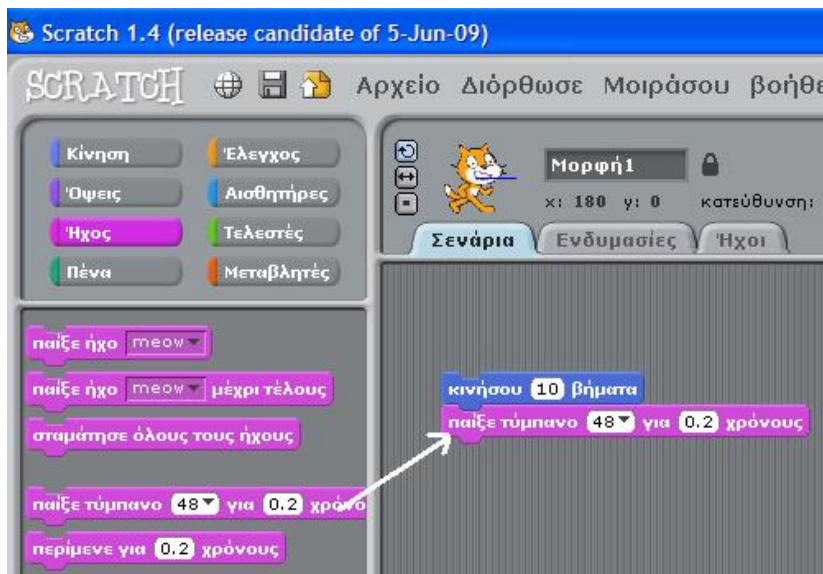 Scratch 1.4 (release candidate of 5-Jun-09)
SCRATCH Αρχείο Διόρθωσε Μοιράσου βοήθε
Κίνηση Έλεγχος
Όψεις Αισθητήρες
Ήχος Τελεστές
Πένα Μεταβλητές
Μορφή1
x: 180 y: 0 κατεύθυνση:
Σενάρια Ενδυμασίες Ήχοι
παίξε ήχο meow
παίξε ήχο meow μέχρι τέλους
σταμάτησε όλους τους ήχους
παίξε τύμπανο 48 για 0.2 χρόνο
περίμενε για 0.2 χρόνους
κινήσου 10 βήματα
παίξε τύμπανο 48 για 0.2 χρόνους